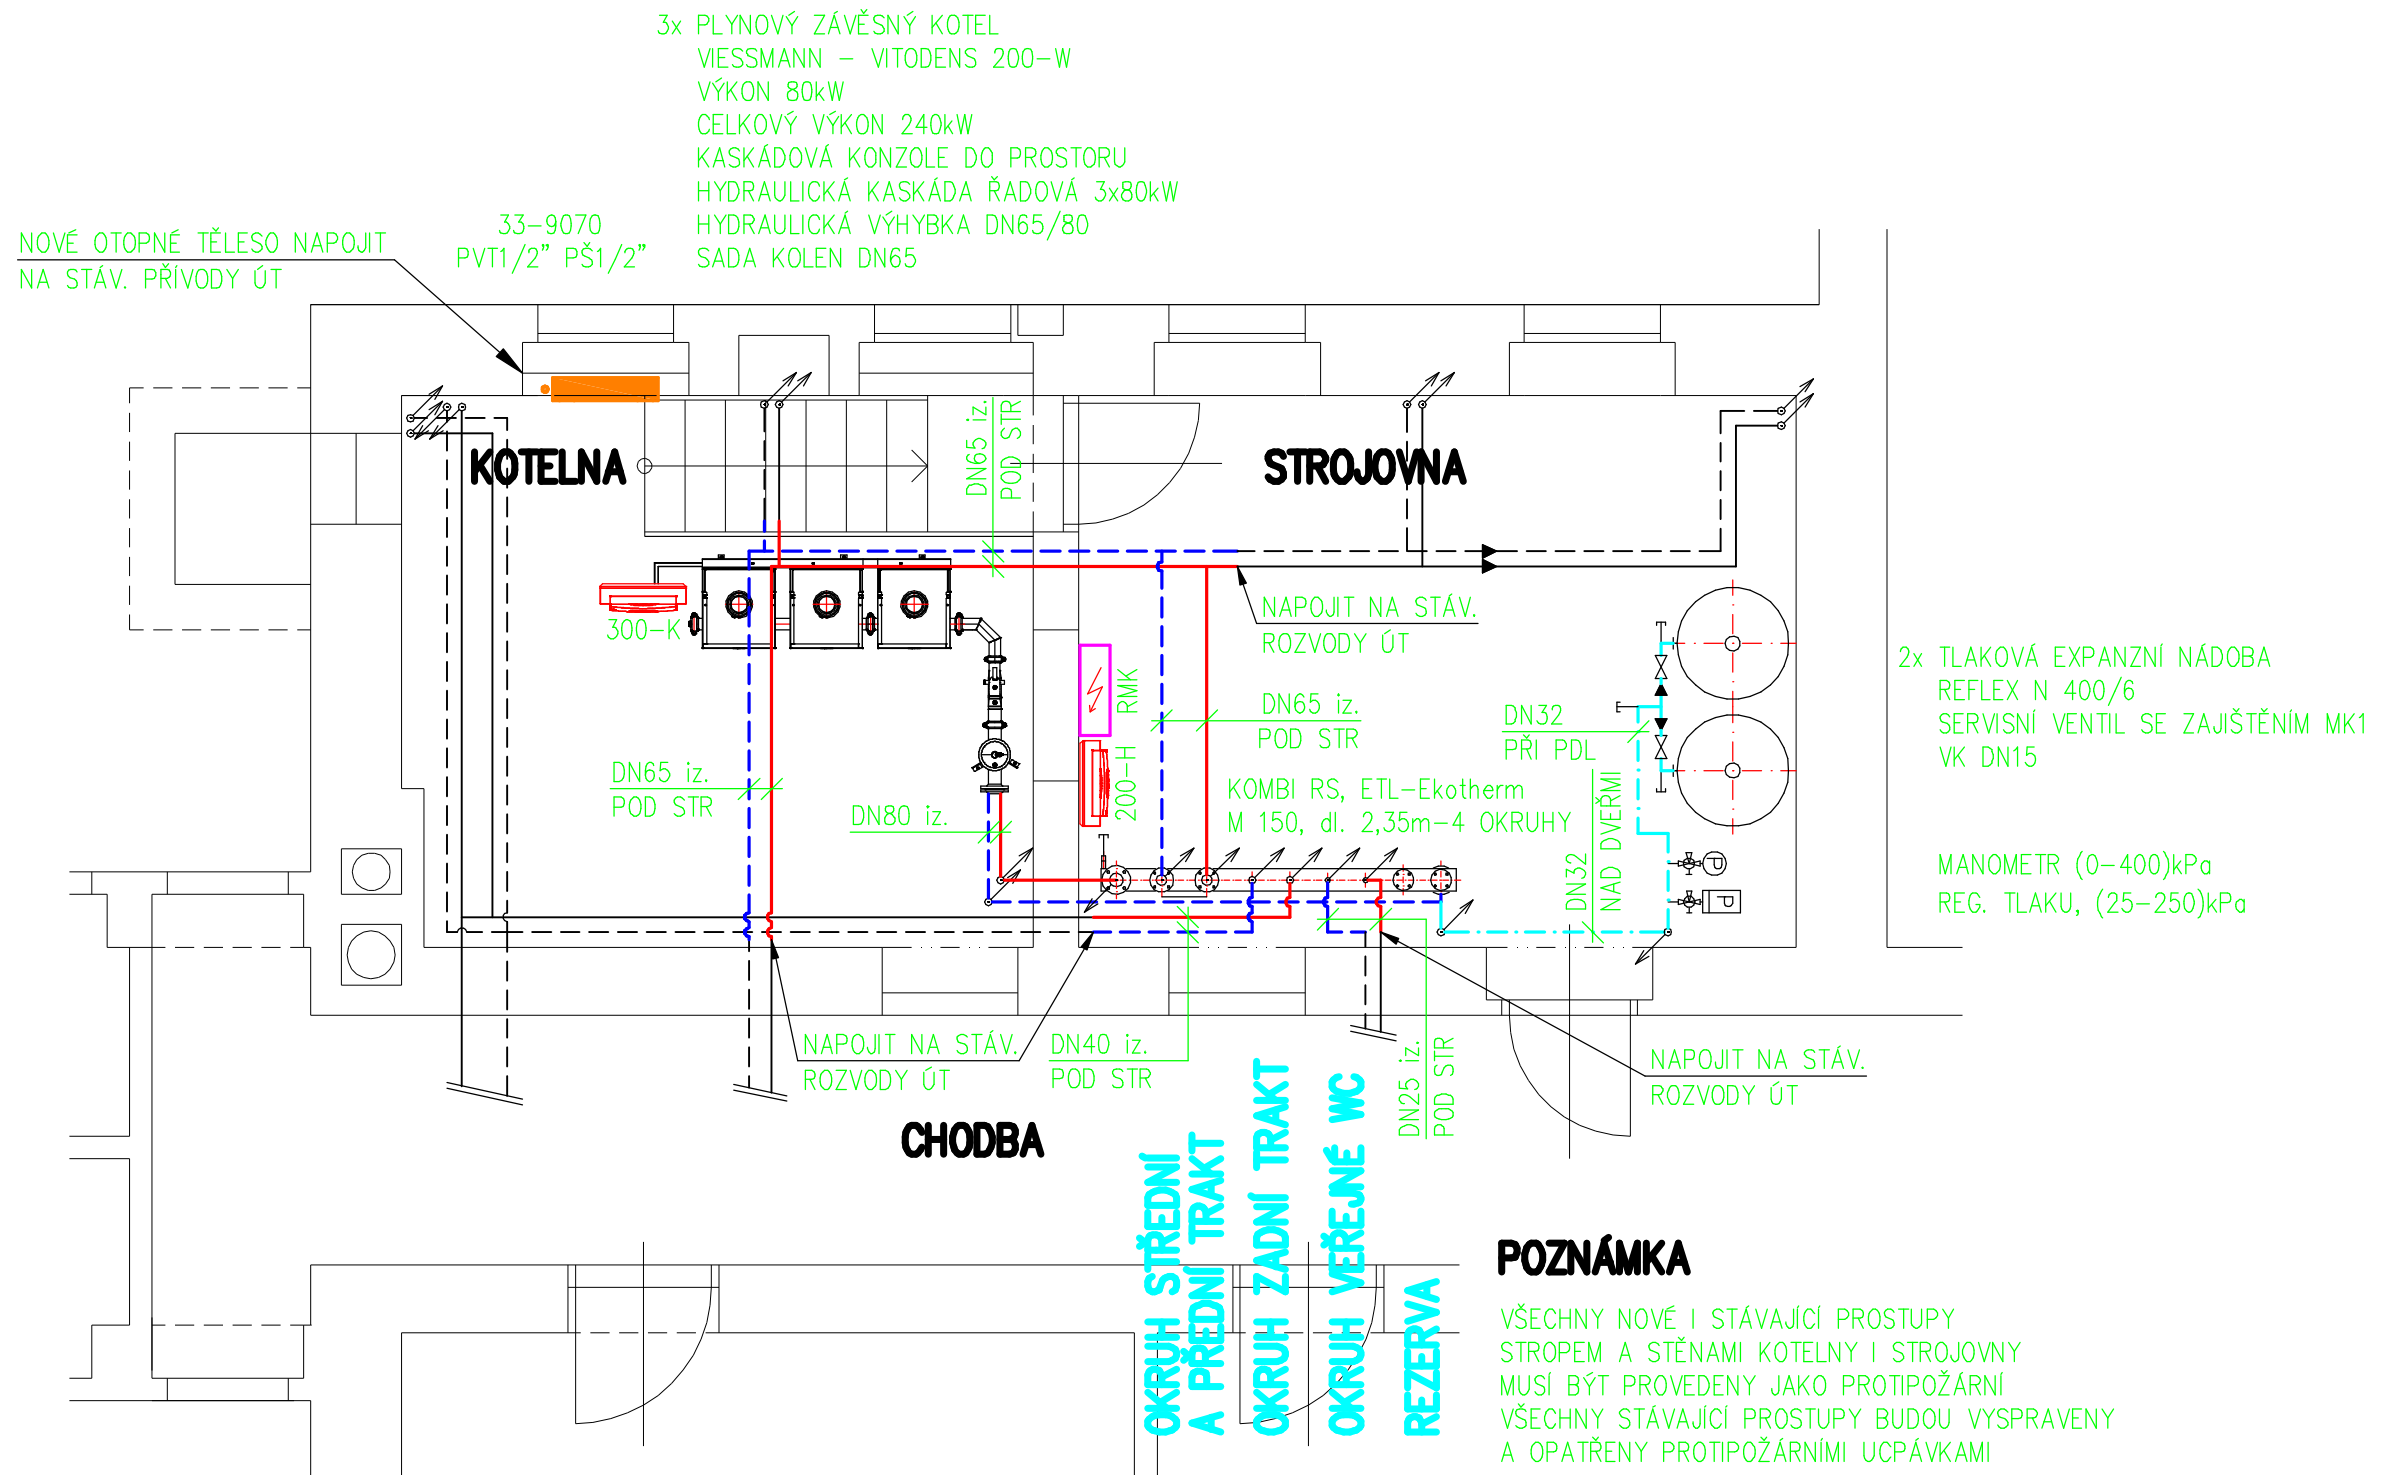 3x PLYNOVÝ ZÁVĚSNÝ KOTEL
VIESSMANN – VITODENS 200-W
VÝKON 80kW
CELKOVÝ VÝKON 240kW
KASKÁDOVÁ KONZOLE DO PROSTORU
HYDRAULICKÁ KASKÁDA ŘADOVÁ 3x80kW
HYDRAULICKÁ VÝHYBKA DN65/80
SADA KOLEN DN65
33-9070
PVT1/2" PŠ1/2"
NOVÉ OTOPNÉ TĚLESO NAPOJIT
NA STÁV. PŘÍVODY ÚT
KOTELNA
DN65 iz.
POD STR
STROJOVNA
300-K
NAPOJIT NA STÁV.
ROZVODY ÚT
RMK
200-H
DN65 iz.
POD STR
DN32
PŘI PDL
2x TLAKOVÁ EXPANZNÍ NÁDOBA
REFLEX N 400/6
SERVISNÍ VENTIL SE ZAJIŠTĚNÍM MK1
VK DN15
DN65 iz.
POD STR
DN80 iz.
KOMBI RS, ETL-Ekotherm
M 150, dl. 2,35m-4 OKRUHY
DN32
NAD DVEŘMI
P
P
MANOMETR (0-400)kPa
REG. TLAKU, (25-250)kPa
NAPOJIT NA STÁV.
ROZVODY ÚT
DN40 iz.
POD STR
DN25 iz.
POD STR
NAPOJIT NA STÁV.
ROZVODY ÚT
CHODBA
OKRUH STŘEDNÍ
A PŘEDNÍ TRAKT
OKRUH ZADNÍ TRAKT
OKRUH VEŘEJNÉ WC
REZERVA
POZNÁMKA
VŠECHNY NOVÉ I STÁVAJÍCÍ PROSTUPY
STROPEM A STĚNAMI KOTELNY I STROJOVNY
MUSÍ BÝT PROVEDENY JAKO PROTIPOŽÁRNÍ
VŠECHNY STÁVAJÍCÍ PROSTUPY BUDOU VYSPRAVENY
A OPATŘENY PROTIPOŽÁRNÍMI UCPÁVKAMI